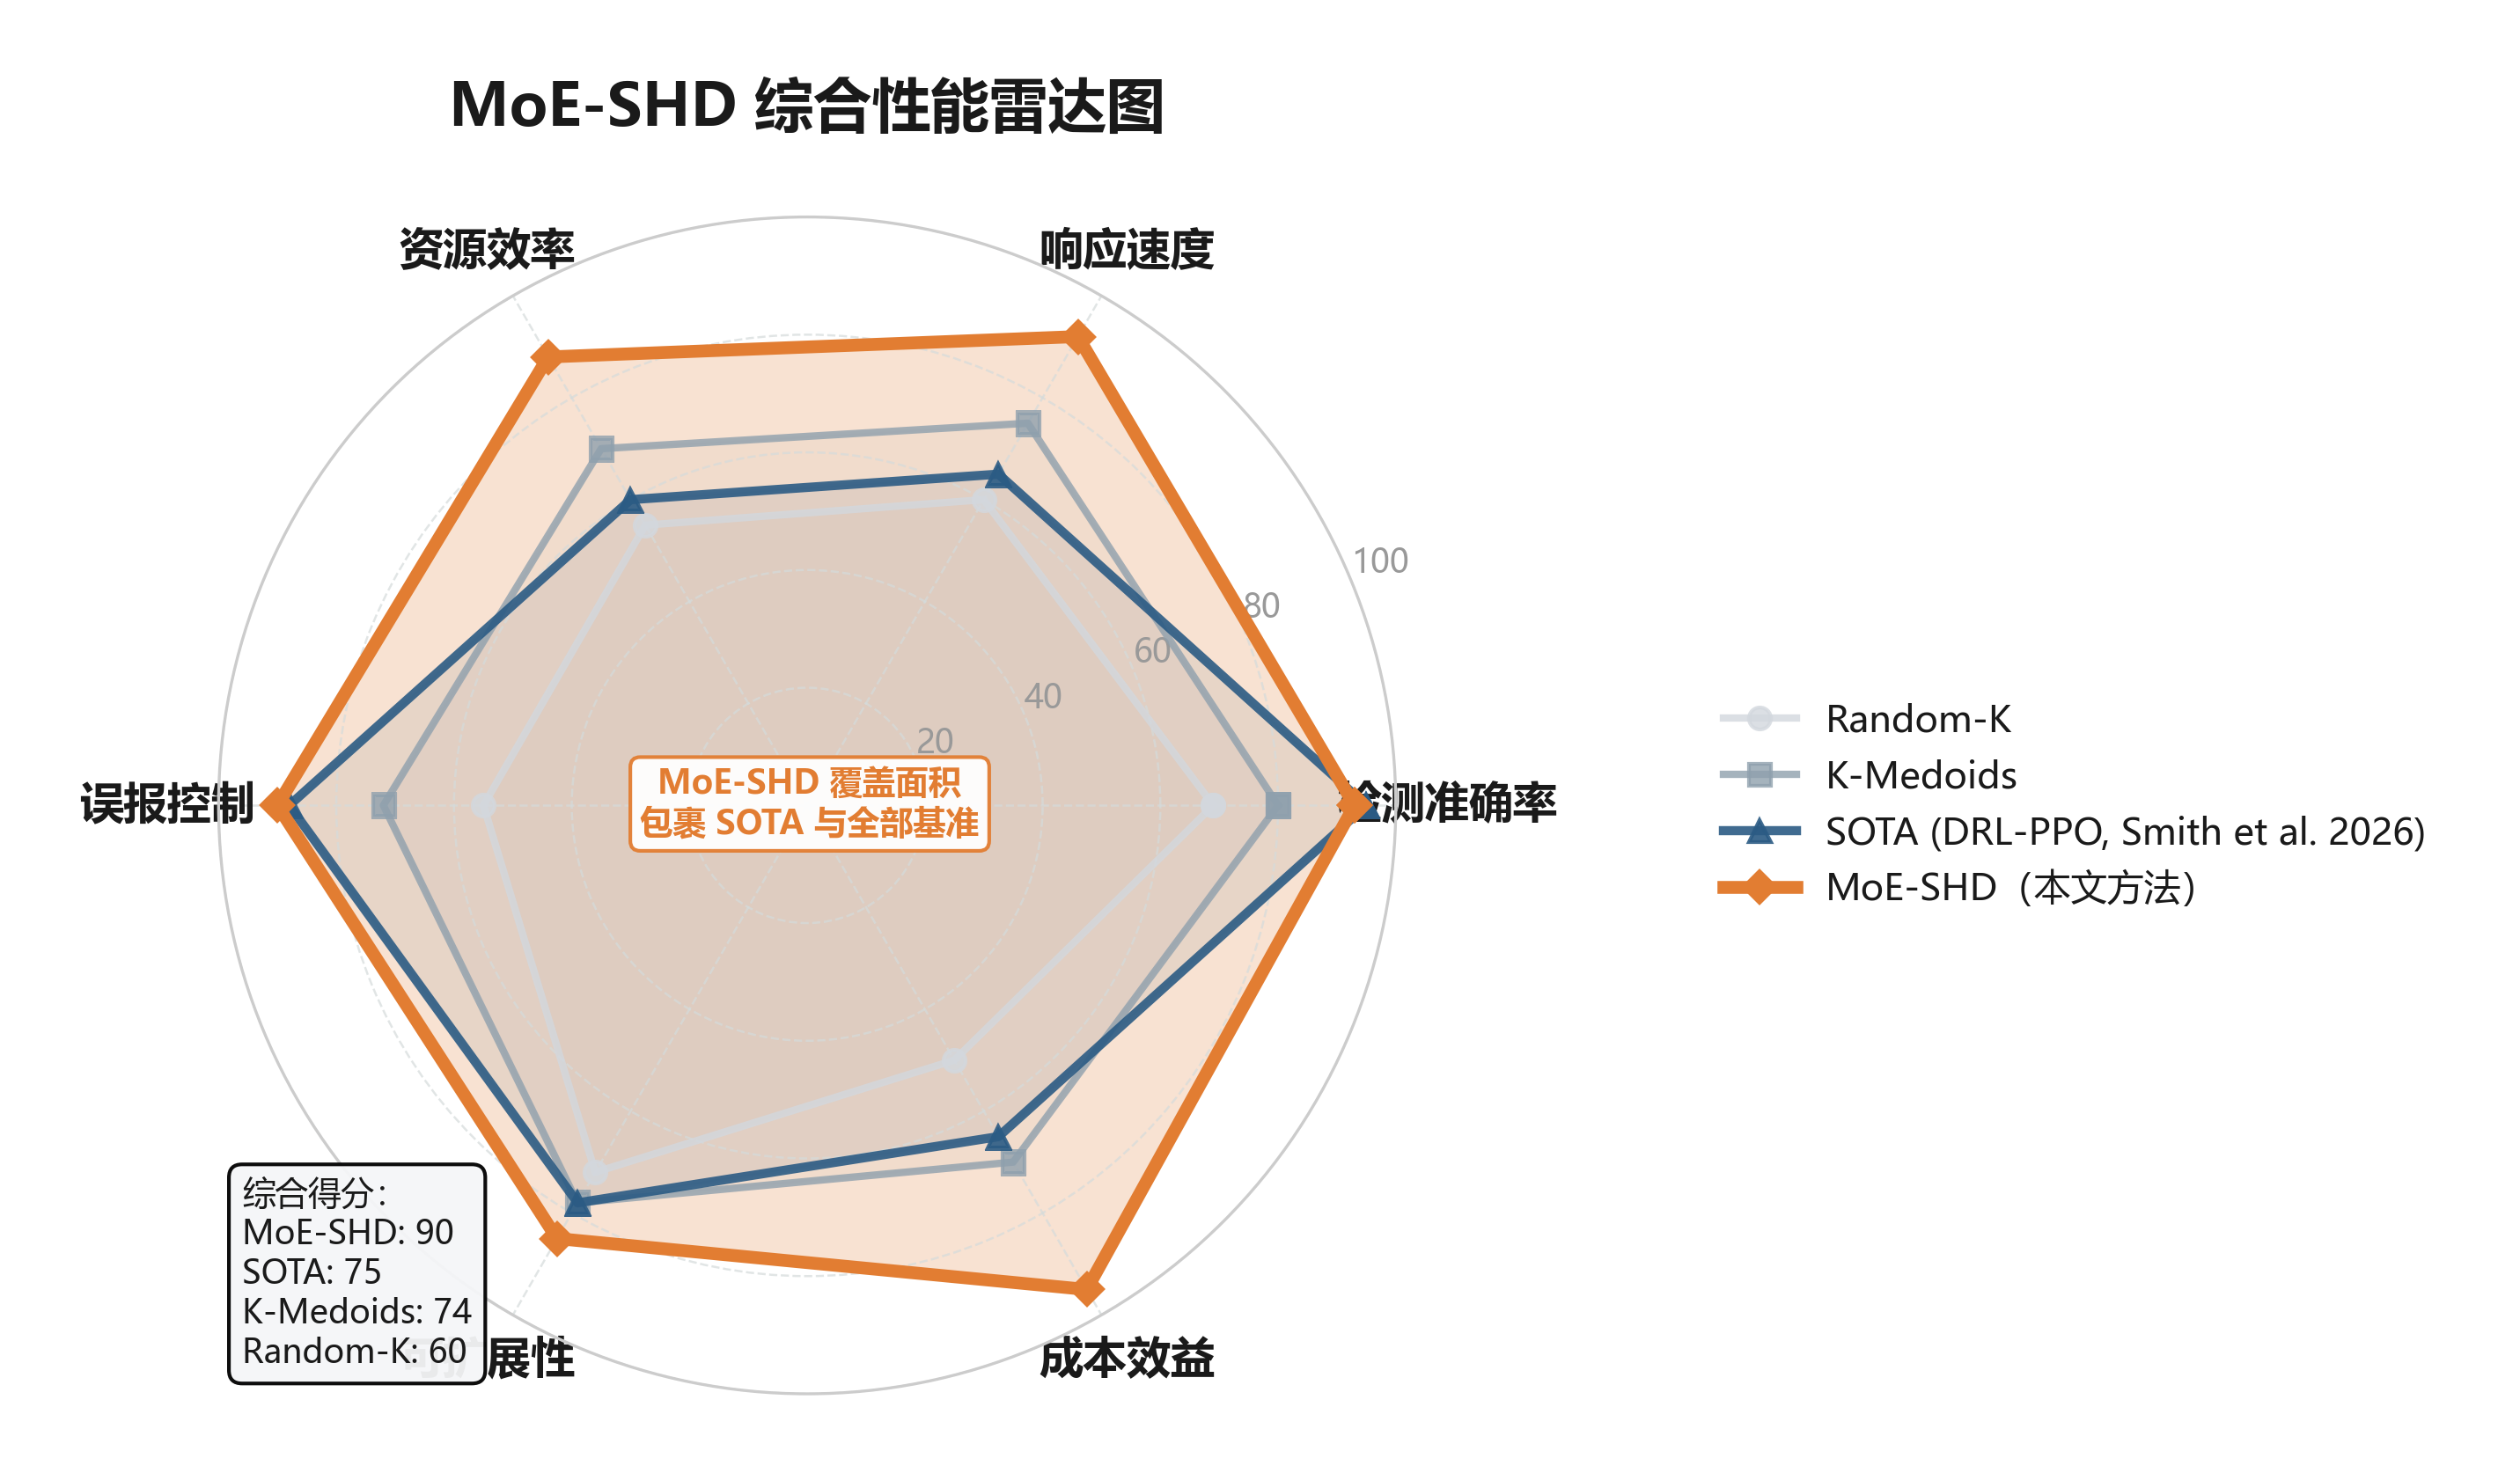 MoE-SHD 综合性能雷达图
资源效率
响应速度
100
80
60
40
20
误报控制
检测准确率
MoE-SHD 覆盖面积
包裹 SOTA 与全部基准
Random-K
K-Medoids
SOTA (DRL-PPO, Smith et al. 2026)
MoE-SHD（本文方法）
综合得分：
MoE-SHD: 90
SOTA: 75
K-Medoids: 74
Random-K: 60
展性
成本效益